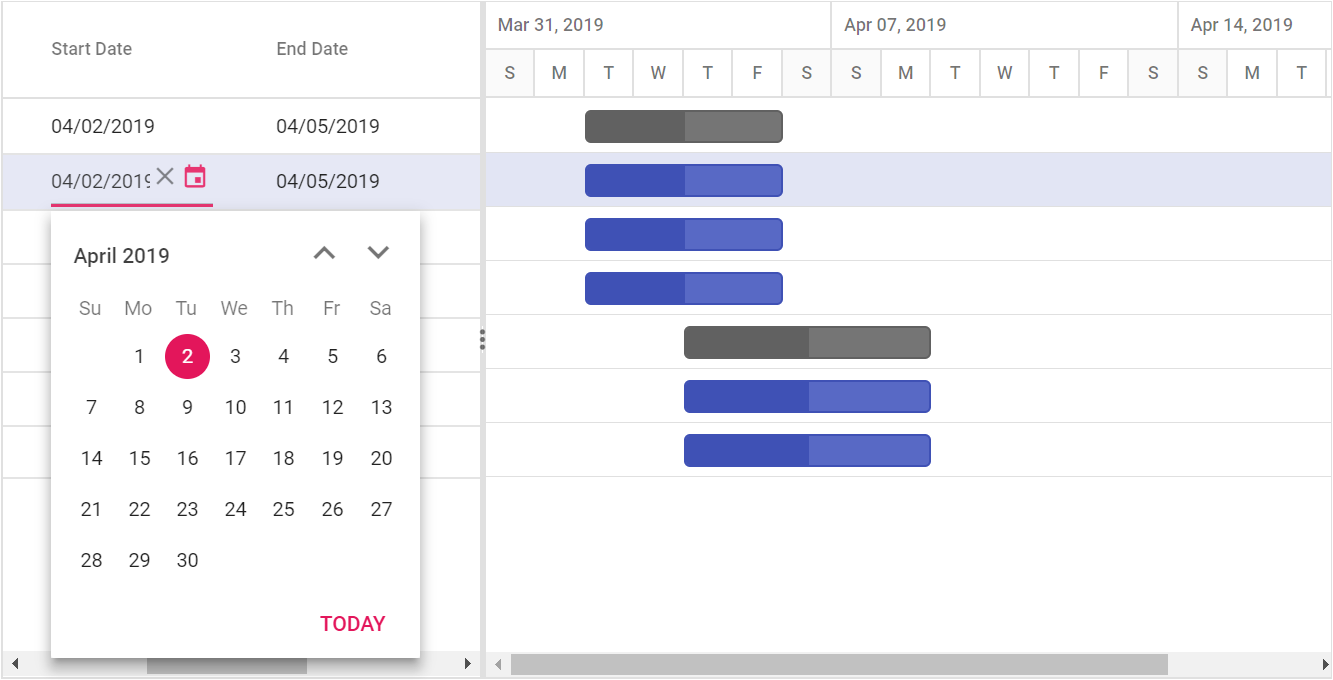 Start Date End Date
Mar 31, 2019 Apr 07, 2019 Apr 14, 2019
S M T W T F S S M T W T F S S M T
04/02/2019 04/05/2019
04/02/2019 04/05/2019
April 2019
Su Mo Tu We Th Fr Sa
1 2 3 4 5 6
7 8 9 10 11 12 13
14 15 16 17 18 19 20
21 22 23 24 25 26 27
28 29 30
TODAY